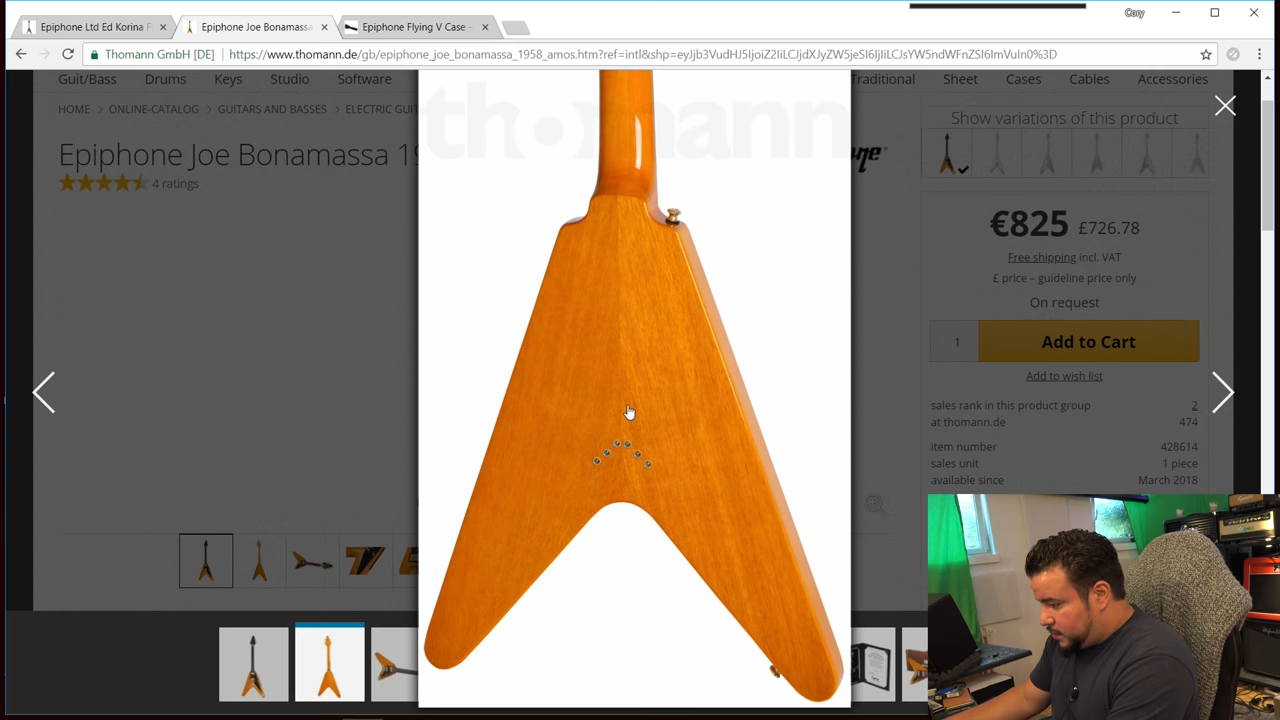 Epiphone Ltd Ed Korina F
Epiphone Joe Bonamassa
Epiphone Flying V Case -
Cory
Thomann GmbH [DE]
https://www.thomann.de/gb/epiphone_joe_bonamassa_1958_amos.htm?ref=intl&shp=eyJjb3VudHJ5IjoiZ2IiLCJjdXJyZW5jeSI6IjEiLCJsYW5ndWFnZSI6ImVuIn0%3D
Guit/Bass Drums Keys Studio Software Traditional Sheet Cases Cables Accessories
HOME ONLINE-CATALOG GUITARS AND BASSES ELECTRIC GUI
thomann
Show variations of this product
Epiphone Joe Bonamassa 19
4 ratings
€825 £726.78
Free shipping incl. VAT
£ price – guideline price only
On request
1 Add to Cart
Add to wish list
sales rank in this product group 2
at thomann.de 474
item number 428614
sales unit 1 piece
available since March 2018